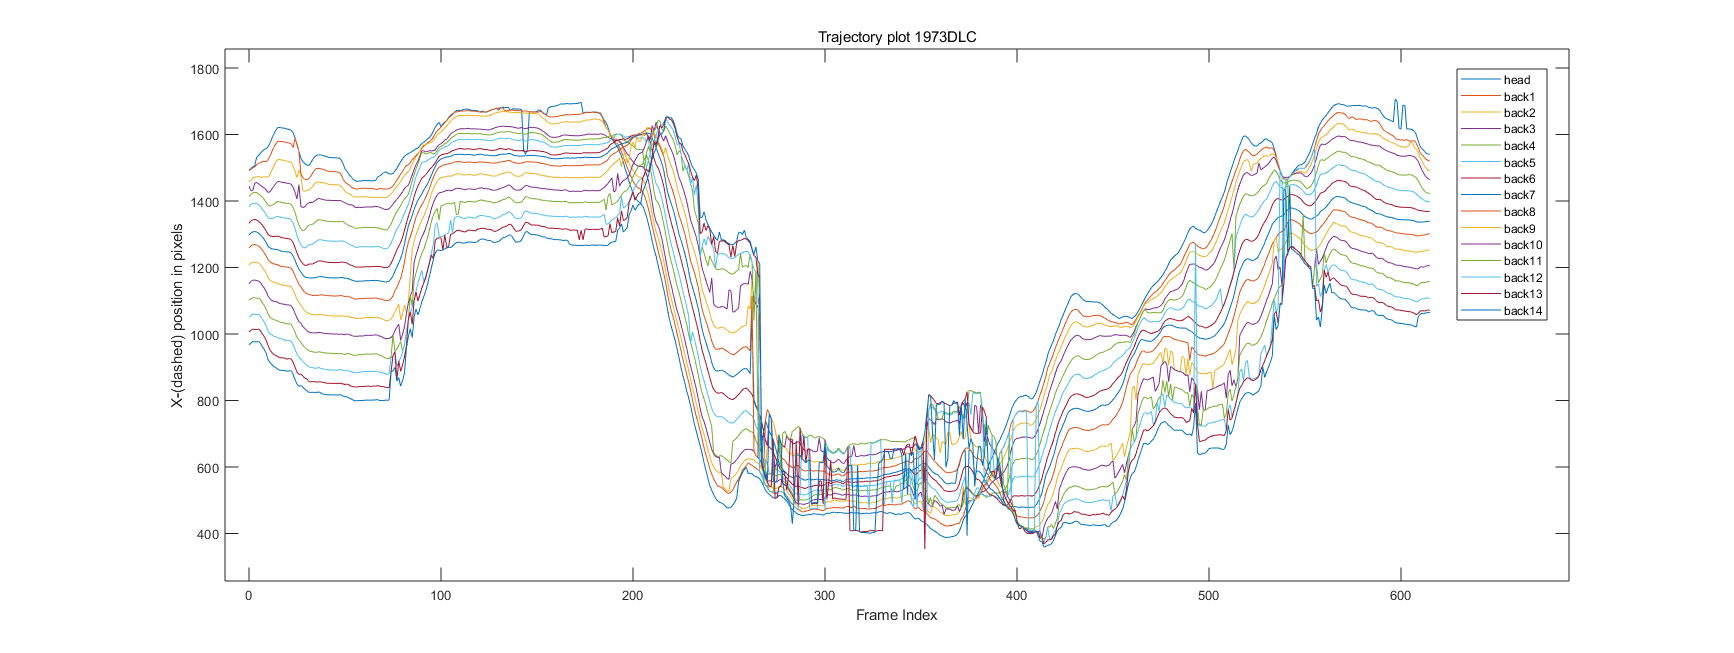 Trajectory plot 1973DLC
1800
1600
1400
1200
1000
800
600
400
X-(dashed) position in pixels
0 100 200 300 400 500 600
Frame Index
head
back1
back2
back3
back4
back5
back6
back7
back8
back9
back10
back11
back12
back13
back14